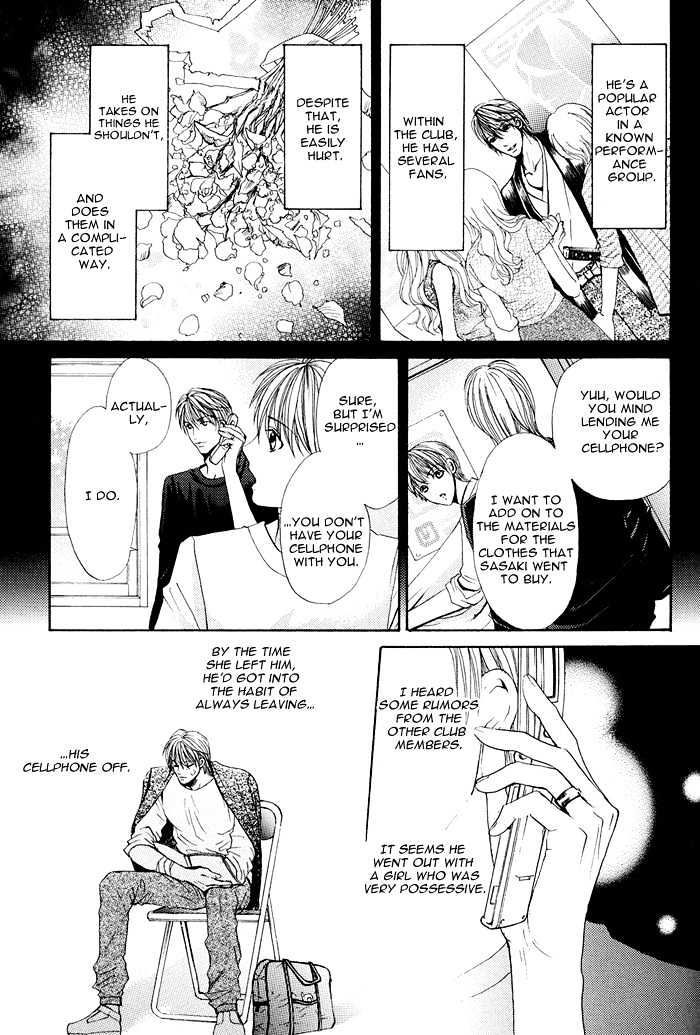 HE'S A
POPULAR
ACTOR
IN A
KNOWN
PERFORM-
ANCE
GROUP.
WITHIN
THE CLUB,
HE HAS
SEVERAL
FANS.
DESPITE
THAT,
HE IS
EASILY
HURT.
HE
TAKES ON
THINGS HE
SHOULDN'T,
AND
DOES
THEM IN
A COMPLI-
CATED
WAY.
YUU, WOULD
YOU MIND
LENDING ME
YOUR
CELLPHONE?
I WANT TO
ADD ON TO
THE MATERIALS
FOR THE
CLOTHES THAT
SASAKI WENT
TO BUY.
SURE,
BUT I'M
SURPRISED
...
...YOU DON'T
HAVE YOUR
CELLPHONE
WITH YOU.
ACTUAL-
LY,
I DO.
I HEARD
SOME RUMORS
FROM THE
OTHER CLUB
MEMBERS.
IT SEEMS HE
WENT OUT WITH
A GIRL WHO WAS
VERY POSSESSIVE.
BY THE TIME
SHE LEFT HIM,
HE'D GOT INTO
THE HABIT OF
ALWAYS LEAVING...
...HIS
CELLPHONE OFF.